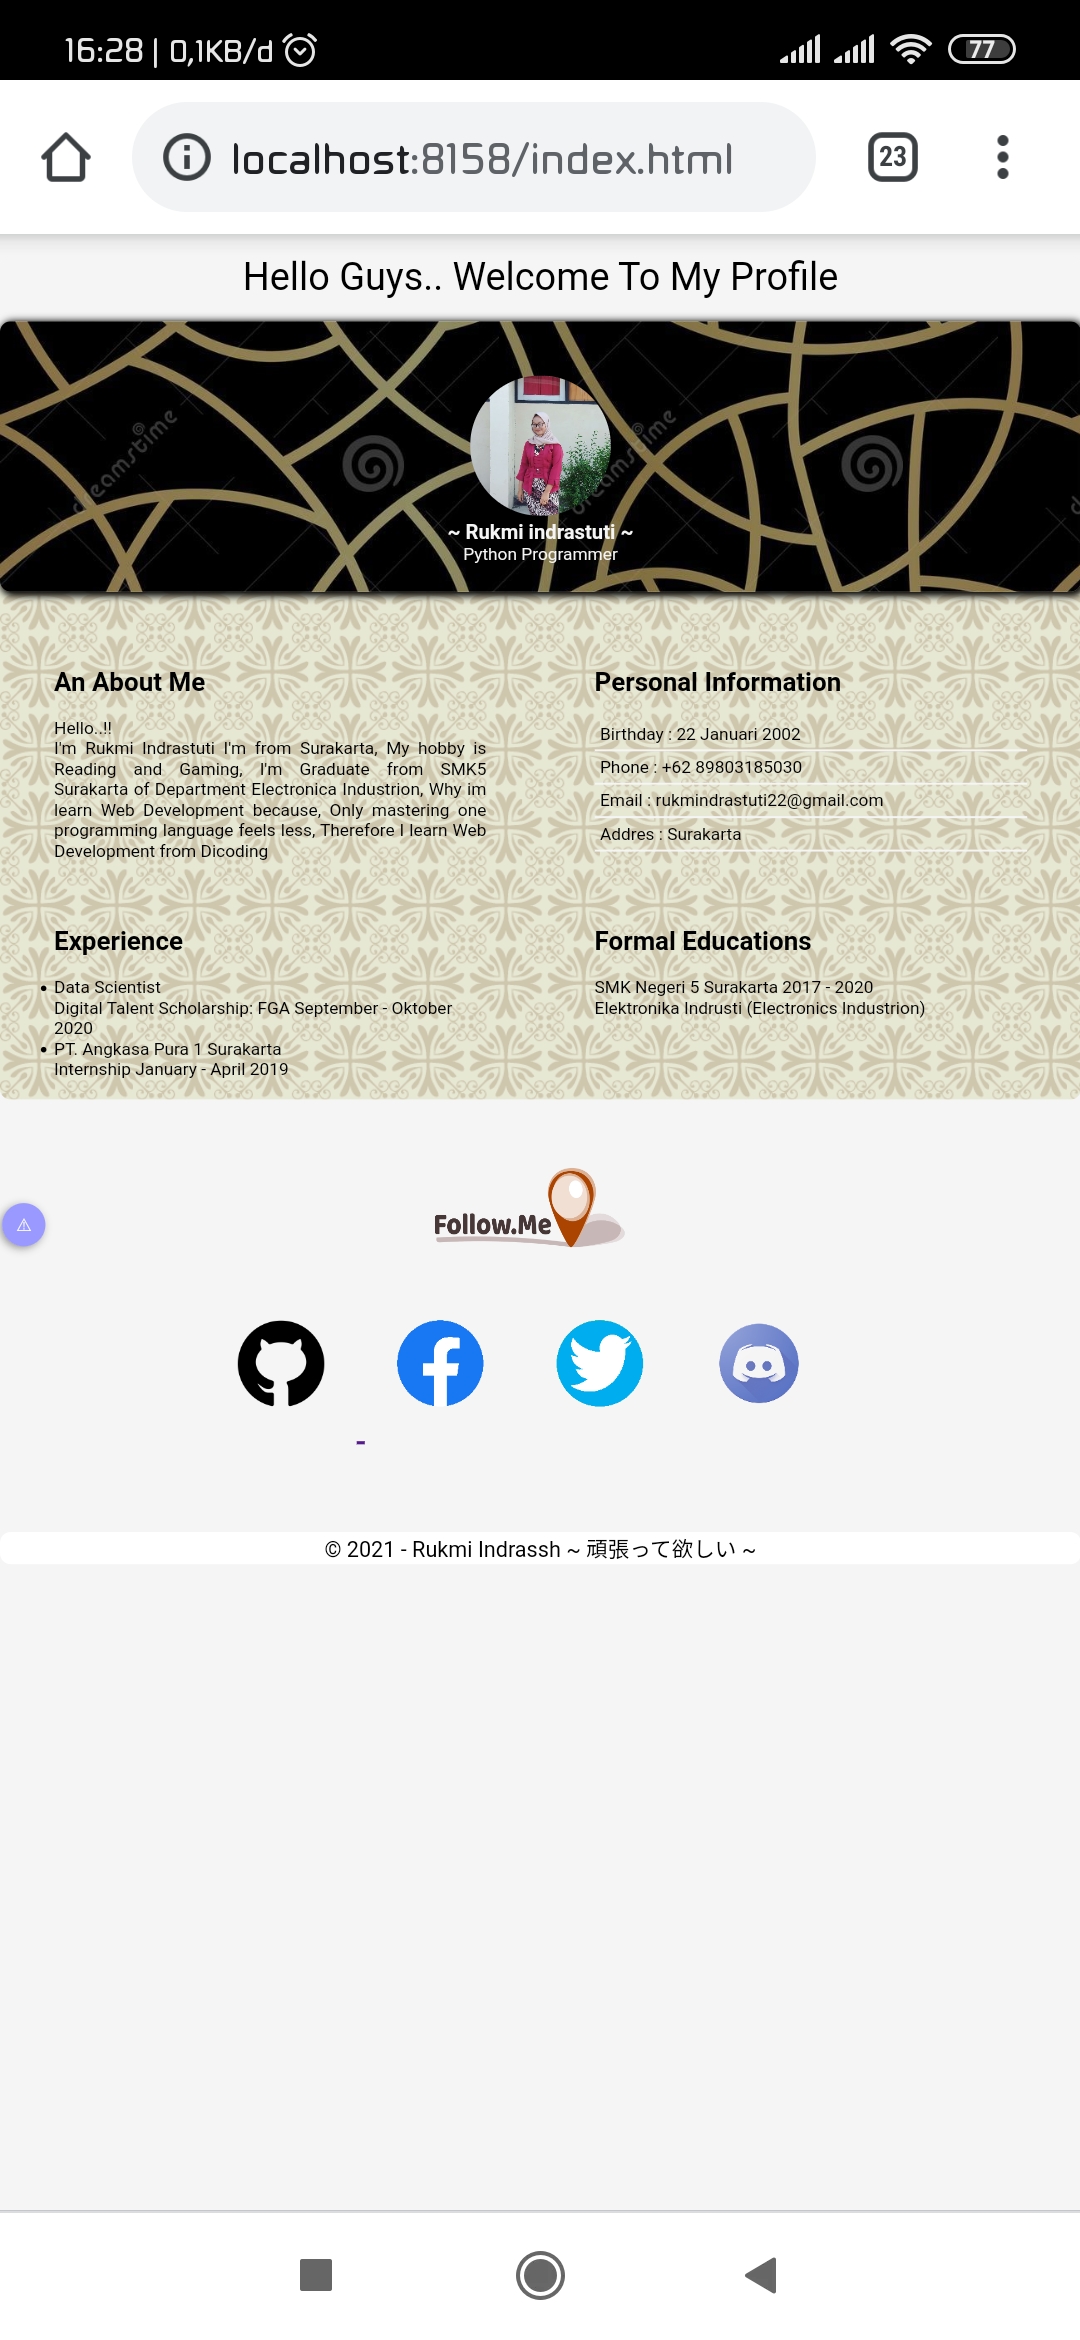 16:28 | 0,1KB/d
77
localhost:8158/index.html
23
Hello Guys.. Welcome To My Profile
dreamstime
dreamstime
~ Rukmi indrastuti ~
Python Programmer
An About Me
Hello..!!
I'm Rukmi Indrastuti I'm from Surakarta, My hobby is
Reading and Gaming, I'm Graduate from SMK5
Surakarta of Department Electronica Industrion, Why im
learn Web Development because, Only mastering one
programming language feels less, Therefore I learn Web
Development from Dicoding
Personal Information
Birthday : 22 Januari 2002
Phone : +62 89803185030
Email : rukmindrastuti22@gmail.com
Addres : Surakarta
Experience
• Data Scientist
Digital Talent Scholarship: FGA September - Oktober
2020
• PT. Angkasa Pura 1 Surakarta
Internship January - April 2019
Formal Educations
SMK Negeri 5 Surakarta 2017 - 2020
Elektronika Indrusti (Electronics Industrion)
Follow.Me
© 2021 - Rukmi Indrassh ~ 頑張って欲しい ~